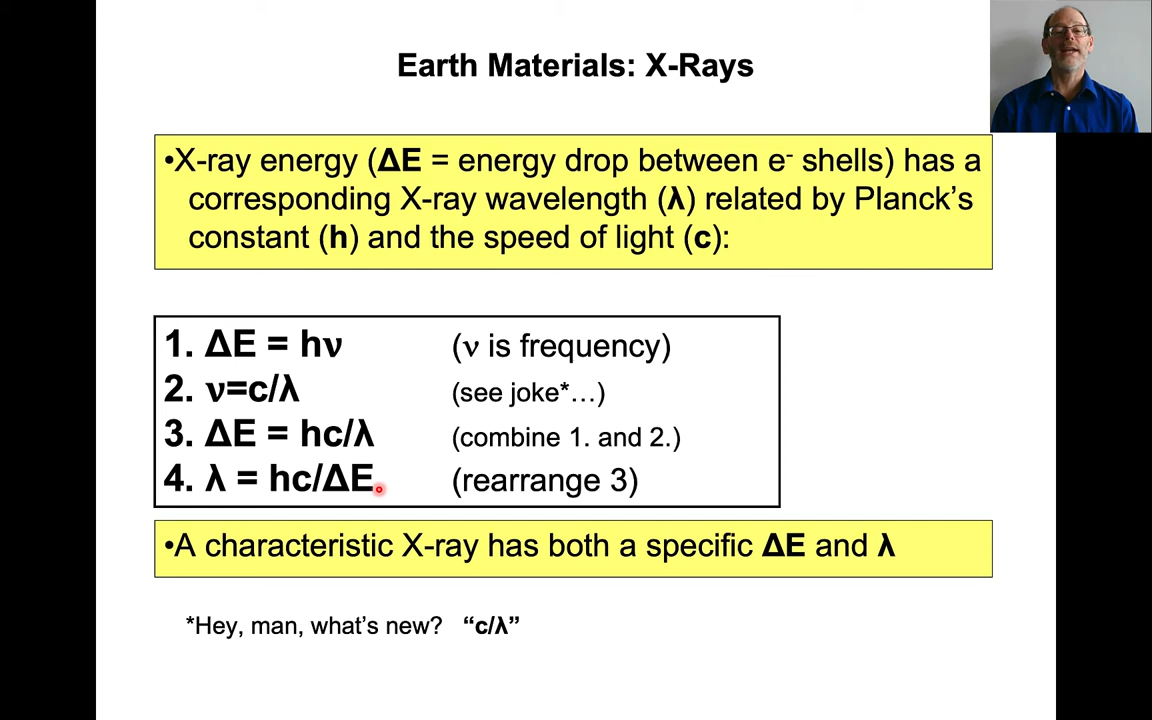 Earth Materials: X-Rays
•X-ray energy (ΔE = energy drop between e⁻ shells) has a
corresponding X-ray wavelength (λ) related by Planck’s
constant (h) and the speed of light (c):
1. ΔE = hν (ν is frequency)
2. ν=c/λ (see joke*…)
3. ΔE = hc/λ (combine 1. and 2.)
4. λ = hc/ΔE (rearrange 3)
•A characteristic X-ray has both a specific ΔE and λ
*Hey, man, what’s new? “c/λ”